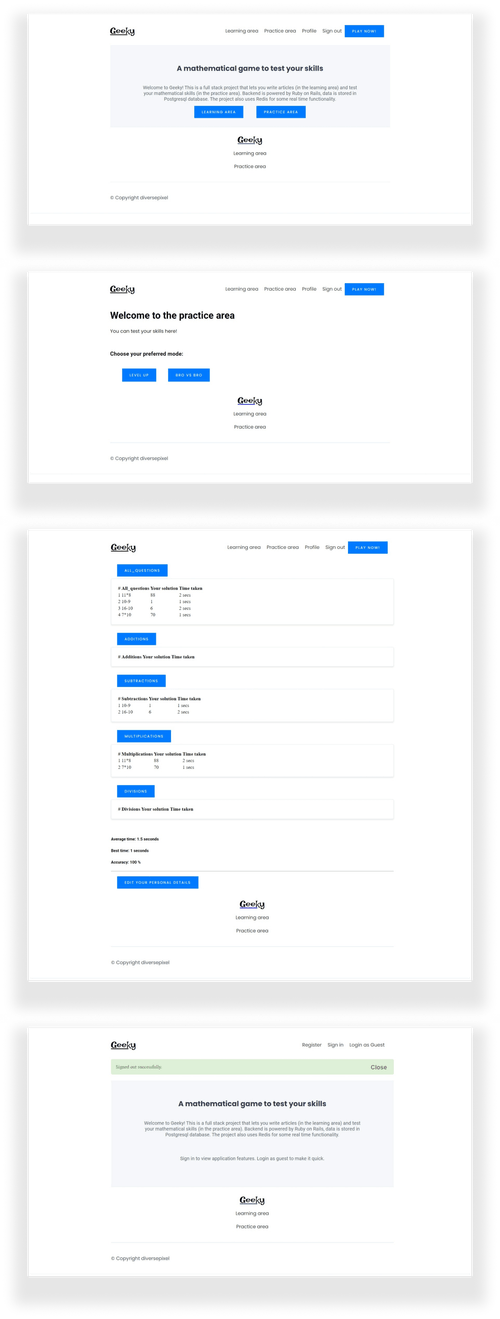 Geeky
Learning area Practice area Profile Sign out PLAY NOW!
A mathematical game to test your skills
Welcome to Geeky! This is a full stack project that lets you write articles (in the learning area) and test
your mathematical skills (in the practice area). Backend is powered by Ruby on Rails, data is stored in
Postgresql database. The project also uses Redis for some real time functionality.
LEARNING AREA PRACTICE AREA
Geeky
Learning area
Practice area
© Copyright diversepixel
Geeky
Learning area Practice area Profile Sign out PLAY NOW!
Welcome to the practice area
You can test your skills here!
Choose your preferred mode:
LEVEL UP BRO VS BRO
Geeky
Learning area
Practice area
© Copyright diversepixel
Geeky
Learning area Practice area Profile Sign out PLAY NOW!
ALL_QUESTIONS
# All_questions Your solution Time taken
1 11*8 88 2 secs
2 10-9 1 1 secs
3 16-10 6 2 secs
4 7*10 70 1 secs
ADDITIONS
# Additions Your solution Time taken
SUBTRACTIONS
# Subtractions Your solution Time taken
1 10-9 1 1 secs
2 16-10 6 2 secs
MULTIPLICATIONS
# Multiplications Your solution Time taken
1 11*8 88 2 secs
2 7*10 70 1 secs
DIVISIONS
# Divisions Your solution Time taken
Average time: 1.5 seconds
Best time: 1 seconds
Accuracy: 100 %
EDIT YOUR PERSONAL DETAILS
Geeky
Learning area
Practice area
© Copyright diversepixel
Geeky
Register Sign In Login as Guest
Signed out successfully. Close
A mathematical game to test your skills
Welcome to Geeky! This is a full stack project that lets you write articles (in the learning area) and test
your mathematical skills (in the practice area). Backend is powered by Ruby on Rails, data is stored in
Postgresql database. The project also uses Redis for some real time functionality.
Sign in to view application features. Login as guest to make it quick.
Geeky
Learning area
Practice area
© Copyright diversepixel